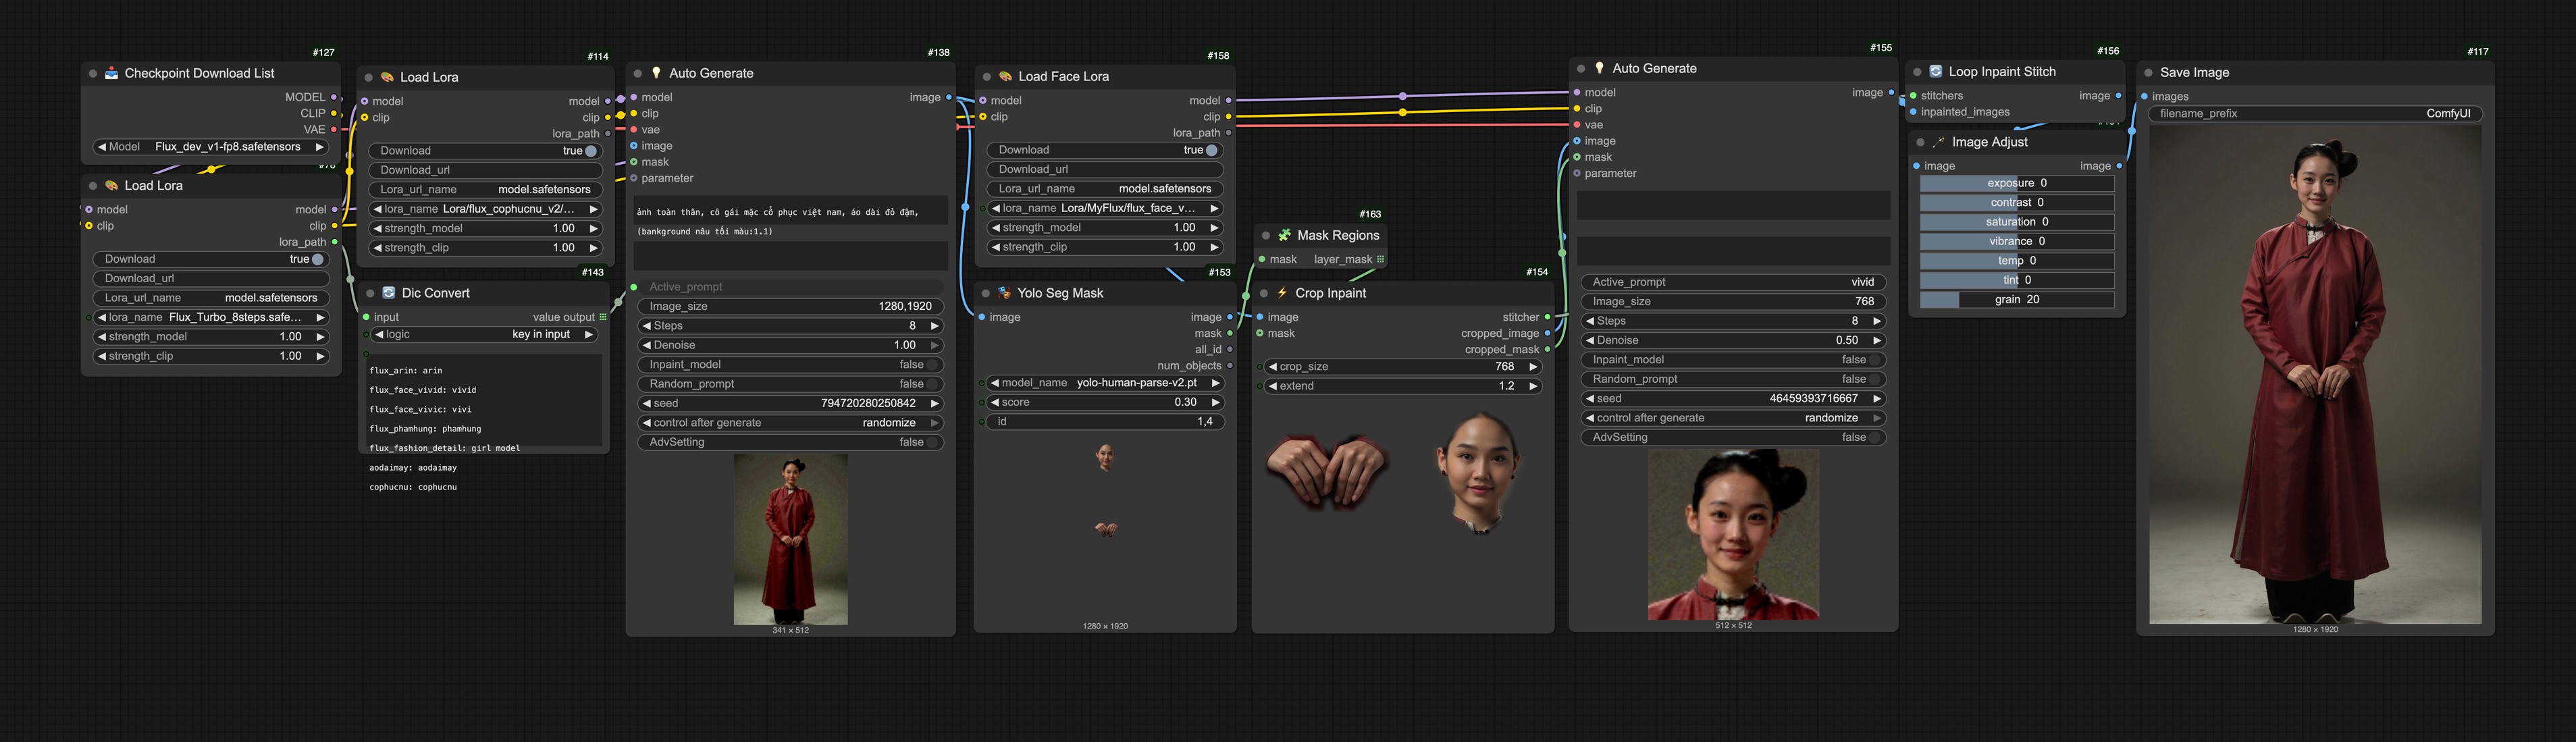 #127
Checkpoint Download List
MODEL
CLIP
VAE
Model Flux_dev_v1-fp8.safetensors
Load Lora
model model
clip clip
lora_path
Download true
Download_url
Lora_url_name model.safetensors
lora_name Flux_Turbo_8steps.safe...
strength_model 1.00
strength_clip 1.00
#114
Load Lora
model model
clip clip
lora_path
Download true
Download_url
Lora_url_name model.safetensors
lora_name Lora/flux_cophucnu_v2/...
strength_model 1.00
strength_clip 1.00
#143
Dic Convert
input value output
logic key in input
flux_arin: arin
flux_face_vivid: vivid
flux_face_vivic: vivi
flux_phamhung: phamhung
flux_fashion_detail: girl model
aodaimay: aodaimay
cophucnu: cophucnu
#138
Auto Generate
model image
clip
vae
image
mask
parameter
ảnh toàn thân, cô gái mặc cổ phục việt nam, áo dài đỏ đậm,
(bankground nâu tối màu:1.1)
Active_prompt
Image_size 1280,1920
Steps 8
Denoise 1.00
Inpaint_model false
Random_prompt false
seed 794720280250842
control after generate randomize
AdvSetting false
341 × 512
#158
Load Face Lora
model model
clip clip
lora_path
Download true
Download_url
Lora_url_name model.safetensors
lora_name Lora/MyFlux/flux_face_v...
strength_model 1.00
strength_clip 1.00
#153
Yolo Seg Mask
image image
mask
all_id
num_objects
model_name yolo-human-parse-v2.pt
score 0.30
id 1,4
1280 × 1920
#163
Mask Regions
mask layer_mask
#154
Crop Inpaint
image stitcher
mask cropped_image
cropped_mask
crop_size 768
extend 1.2
#155
Auto Generate
model image
clip
vae
image
mask
parameter
Active_prompt vivid
Image_size 768
Steps 8
Denoise 0.50
Inpaint_model false
Random_prompt false
seed 46459393716667
control after generate randomize
AdvSetting false
512 × 512
#156
Loop Inpaint Stitch
stitchers image
inpainted_images
Image Adjust
image image
exposure 0
contrast 0
saturation 0
vibrance 0
temp 0
tint 0
grain 20
#117
Save Image
images
filename_prefix ComfyUI
1280 × 1920